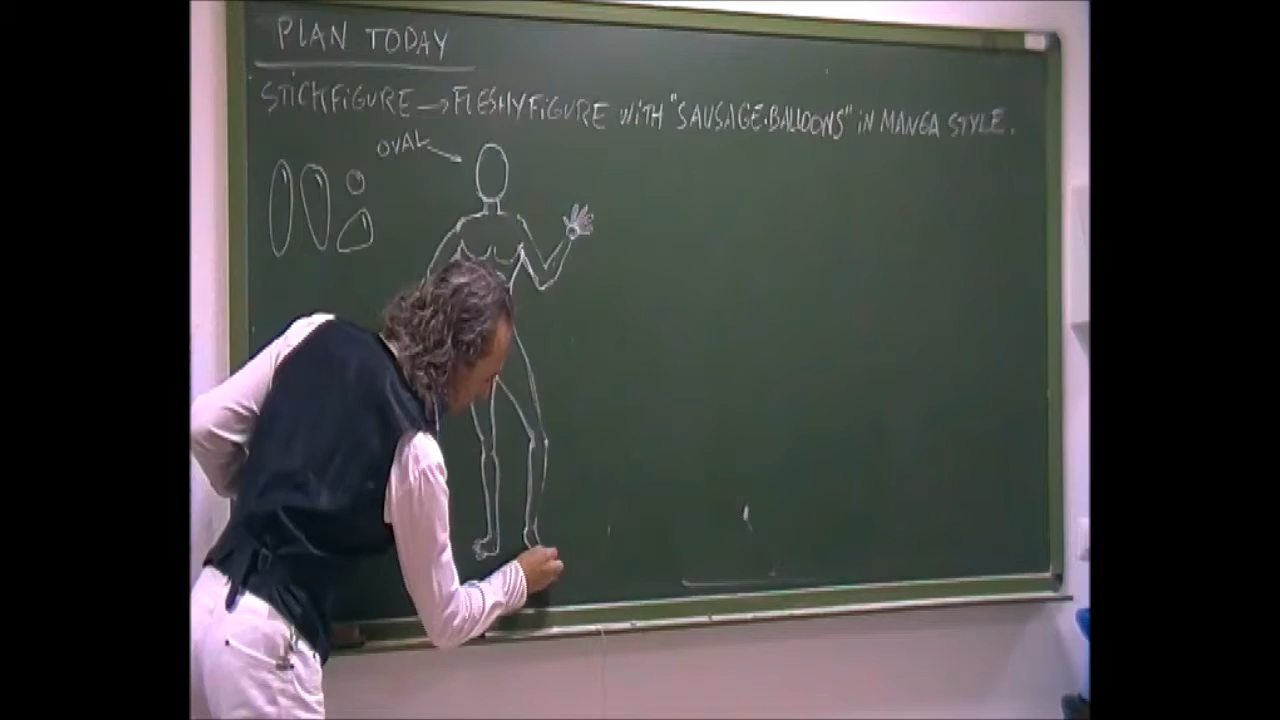 PLAN TODAY
STICKFIGURE → FLESHYFIGURE WITH "SAUSAGE-BALLOONS" IN MANGA STYLE.
OVAL